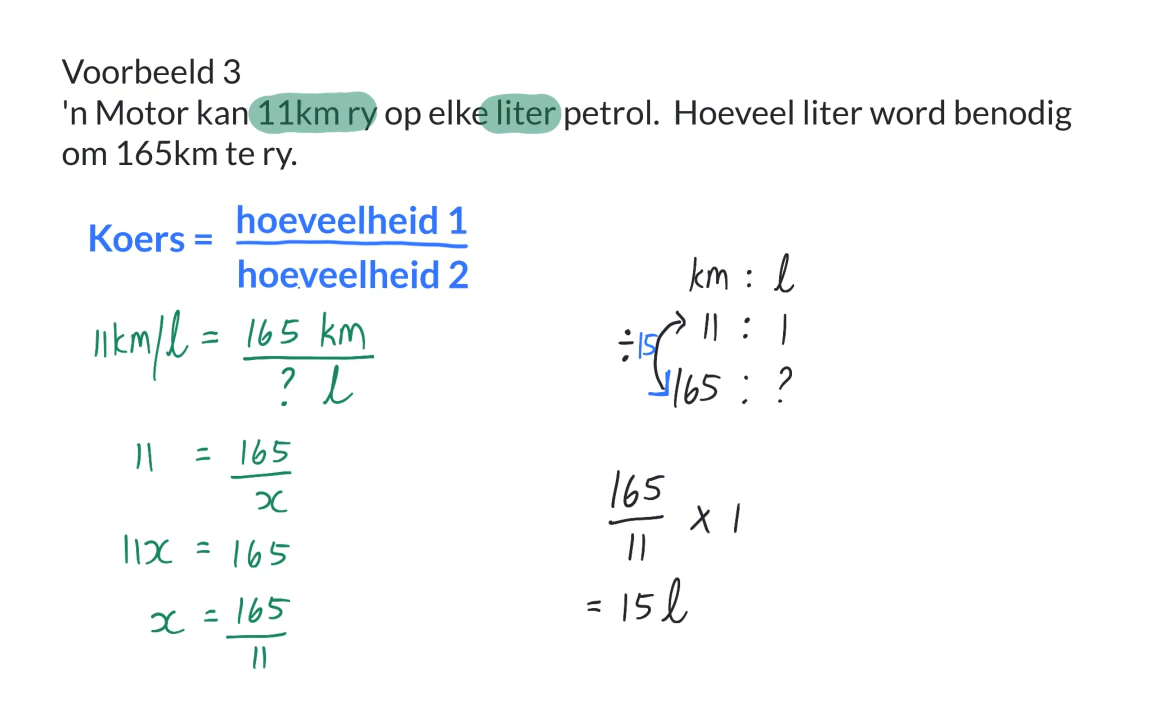 Voorbeeld 3
'n Motor kan 11km ry op elke liter petrol. Hoeveel liter word benodig
om 165km te ry.
Koers = hoeveelheid 1
hoeveelheid 2
11km/l = 165 km
? l
11 = 165
x
11x = 165
x = 165
11
km : l
÷15 11 : 1
165 : ?
165
11 x 1
= 15 l